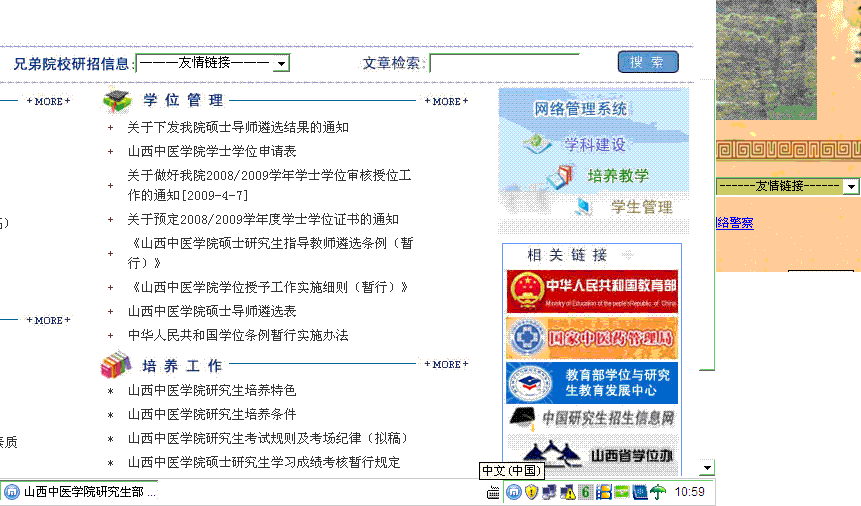 兄弟院校研招信息:
———友情链接———
文章检索:
搜 索
+MORE+
学 位 管 理
+MORE+
+ 关于下发我院硕士导师遴选结果的通知
+ 山西中医学院学士学位申请表
+ 关于做好我院2008/2009学年学士学位审核授位工
作的通知[2009-4-7]
+ 关于预定2008/2009学年度学士学位证书的通知
+ 《山西中医学院硕士研究生指导教师遴选条例（暂
行）》
+ 《山西中医学院学位授予工作实施细则（暂行）》
+ 山西中医学院硕士导师遴选表
+ 中华人民共和国学位条例暂行实施办法
+MORE+
培 养 工 作
+MORE+
* 山西中医学院研究生培养特色
* 山西中医学院研究生培养条件
* 山西中医学院研究生考试规则及考场纪律（拟稿）
* 山西中医学院硕士研究生学习成绩考核暂行规定
素质
网络管理系统
学科建设
培养教学
学生管理
相 关 链 接
中华人民共和国教育部
Ministry of Education of the people'sRepublic of China
国家中医药管理局
教育部学位与研究
生教育发展中心
中国研究生招生信息网
山西省学位办
------友情链接------
络警察
中文(中国)
山西中医学院研究生部 ...
6
10:59